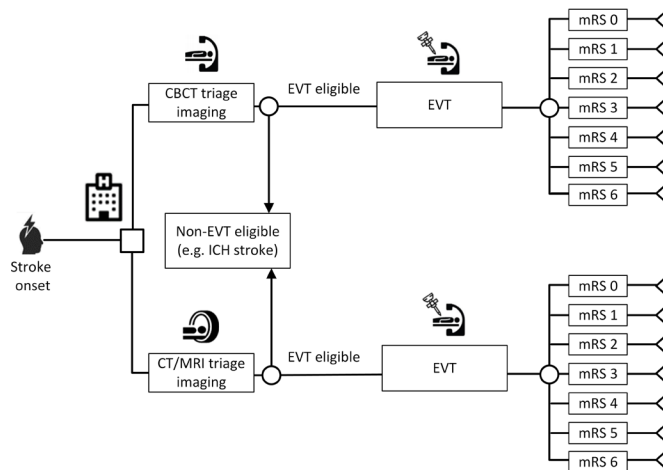 CBCT triage
imaging
EVT eligible
EVT
mRS 0
mRS 1
mRS 2
mRS 3
mRS 4
mRS 5
mRS 6
H
Stroke
onset
Non-EVT eligible
(e.g. ICH stroke)
CT/MRI triage
imaging
EVT eligible
EVT
mRS 0
mRS 1
mRS 2
mRS 3
mRS 4
mRS 5
mRS 6